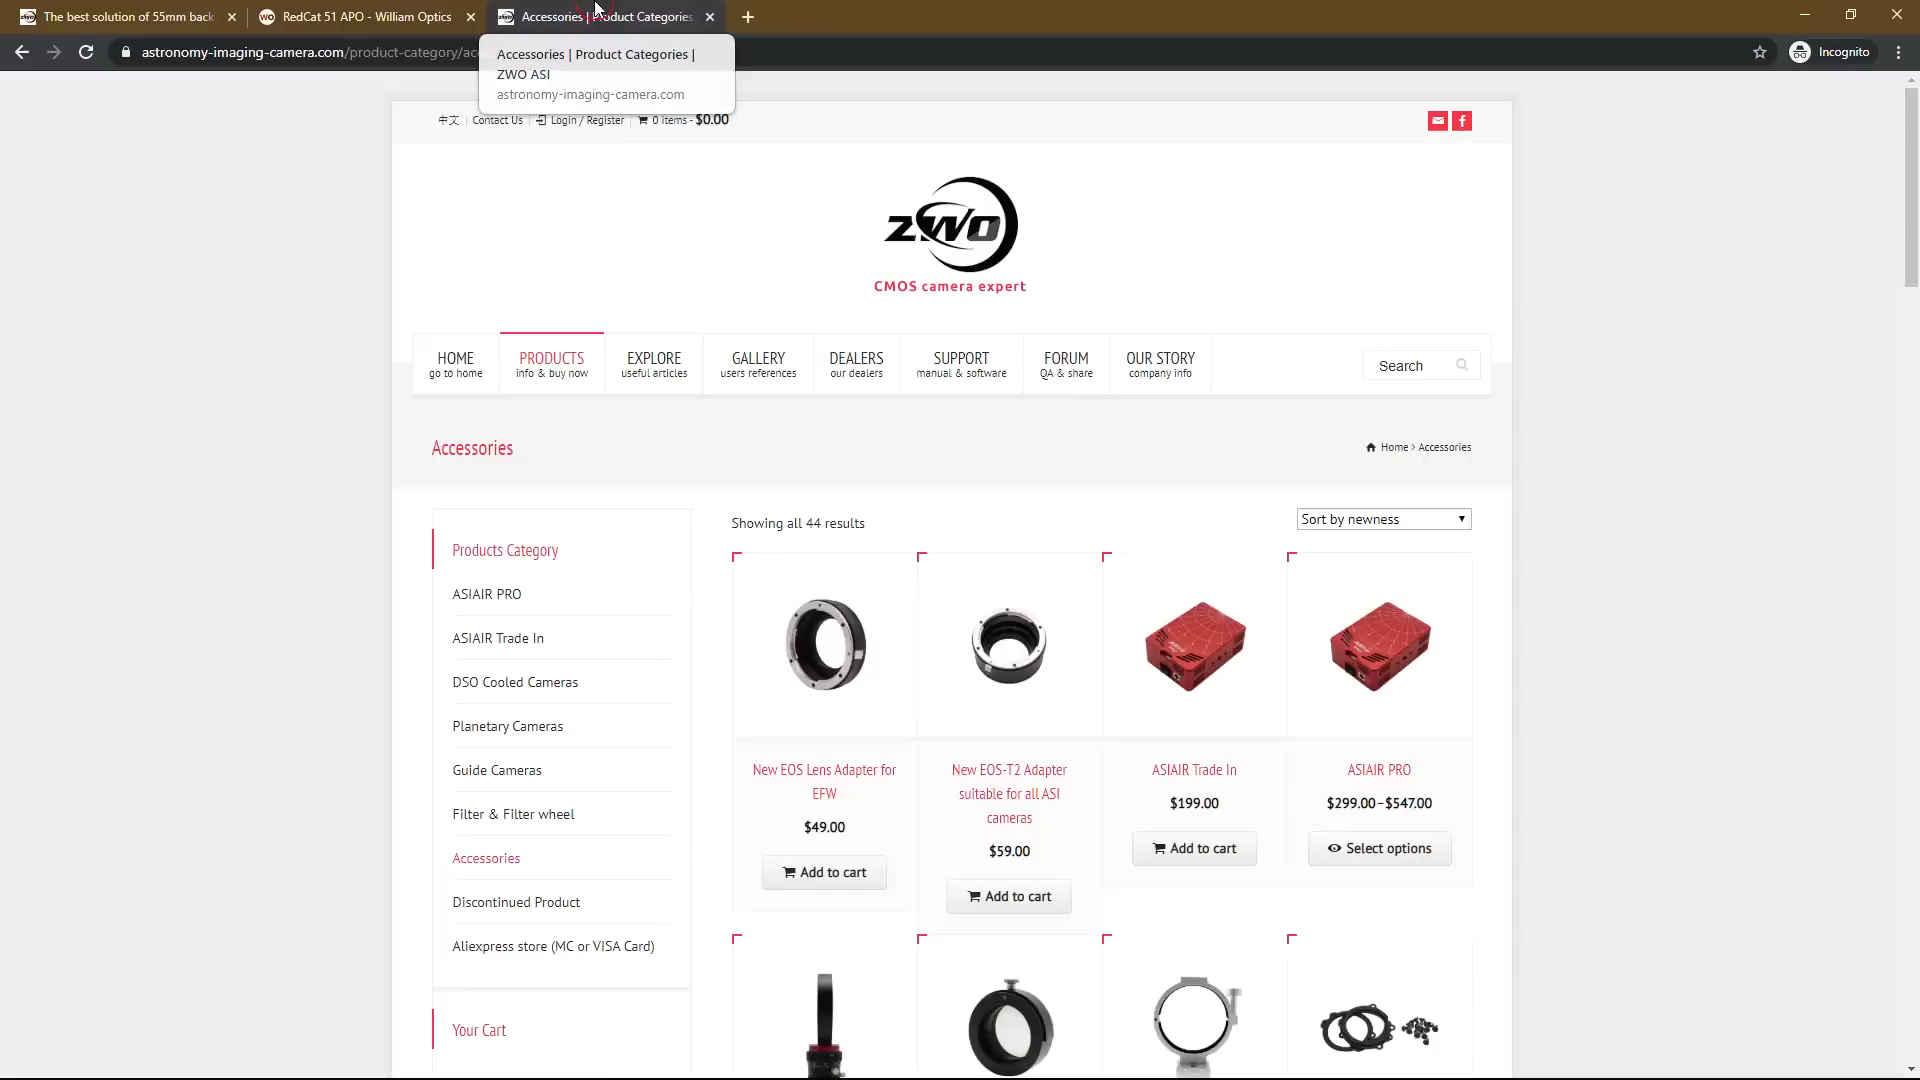 The best solution of 55mm back
RedCat 51 APO - William Optics
Accessories | Product Categories
astronomy-imaging-camera.com/product-category/acc
Incognito
Accessories | Product Categories |
ZWO ASI
astronomy-imaging-camera.com
中文 Contact Us Login / Register 0 items - $0.00
ZWO
CMOS camera expert
HOME PRODUCTS EXPLORE GALLERY DEALERS SUPPORT FORUM OUR STORY
go to home info & buy now useful articles users references our dealers manual & software QA & share company info
Search
Accessories
Home > Accessories
Showing all 44 results
Sort by newness
Products Category
ASIAIR PRO
ASIAIR Trade In
DSO Cooled Cameras
Planetary Cameras
Guide Cameras
Filter & Filter wheel
Accessories
Discontinued Product
Aliexpress store (MC or VISA Card)
Your Cart
New EOS Lens Adapter for
EFW
$49.00
Add to cart
New EOS-T2 Adapter
suitable for all ASI
cameras
$59.00
Add to cart
ASIAIR Trade In
$199.00
Add to cart
ASIAIR PRO
$299.00–$547.00
Select options